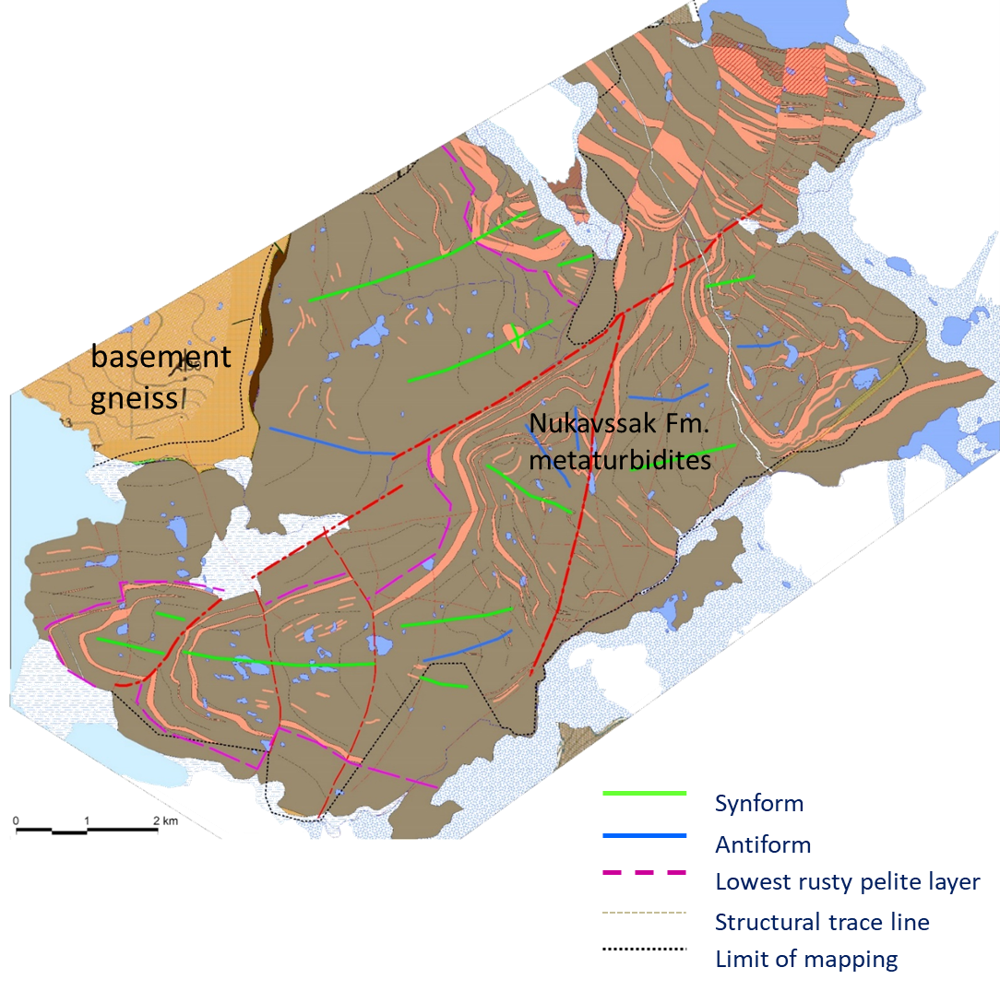 basement
gneiss
Nukavssak Fm.
metaturbidites
0 1 2 km
Synform
Antiform
Lowest rusty pelite layer
Structural trace line
Limit of mapping